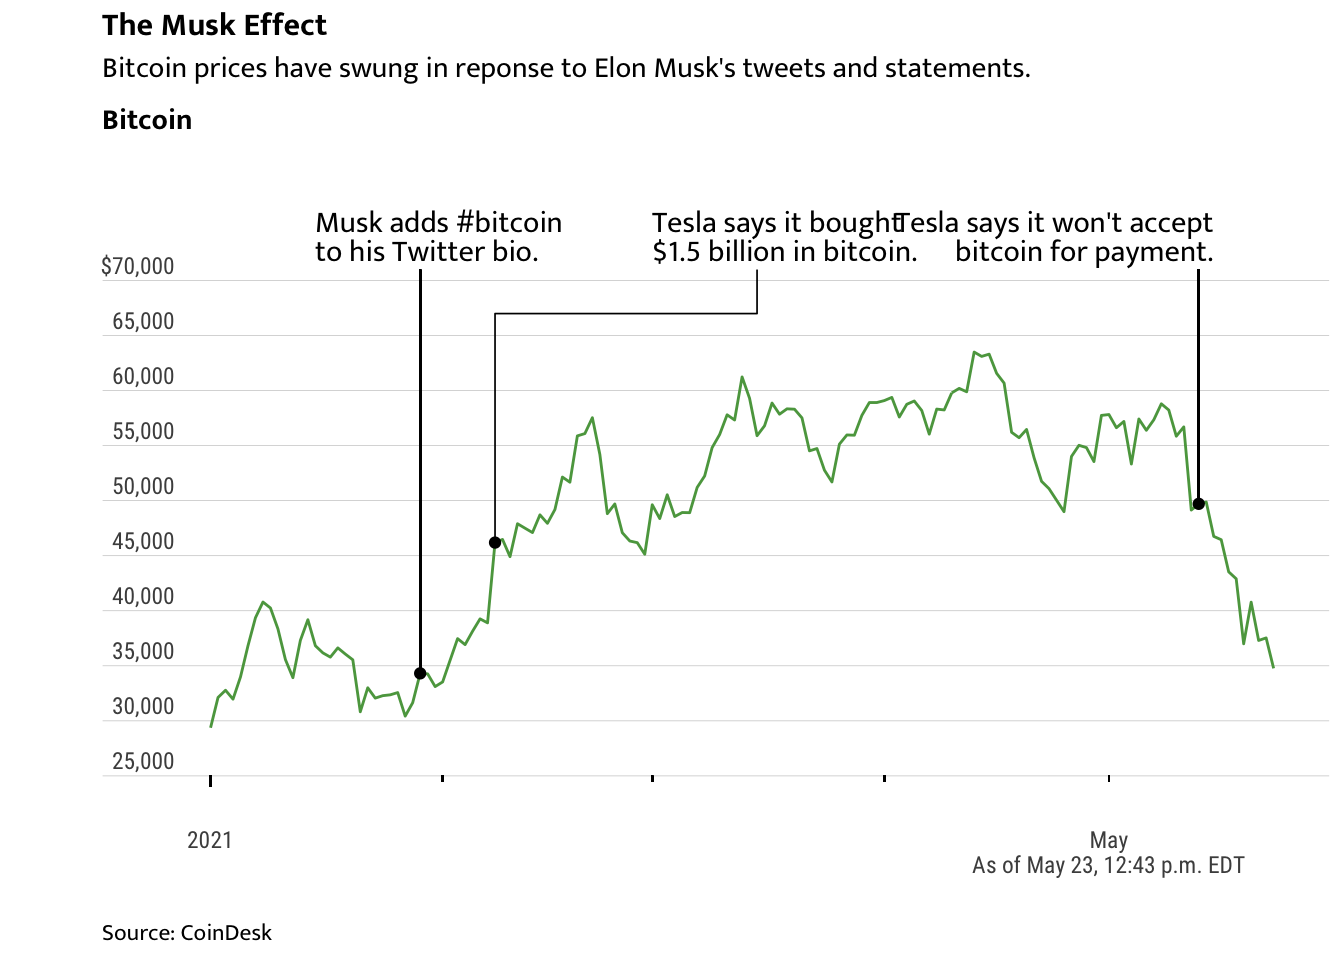 The Musk Effect
Bitcoin prices have swung in reponse to Elon Musk's tweets and statements.
Bitcoin
Musk adds #bitcoin
to his Twitter bio.
Tesla says it bought
$1.5 billion in bitcoin.
Tesla says it won't accept
bitcoin for payment.
$70,000
65,000
60,000
55,000
50,000
45,000
40,000
35,000
30,000
25,000
2021
May
As of May 23, 12:43 p.m. EDT
Source: CoinDesk